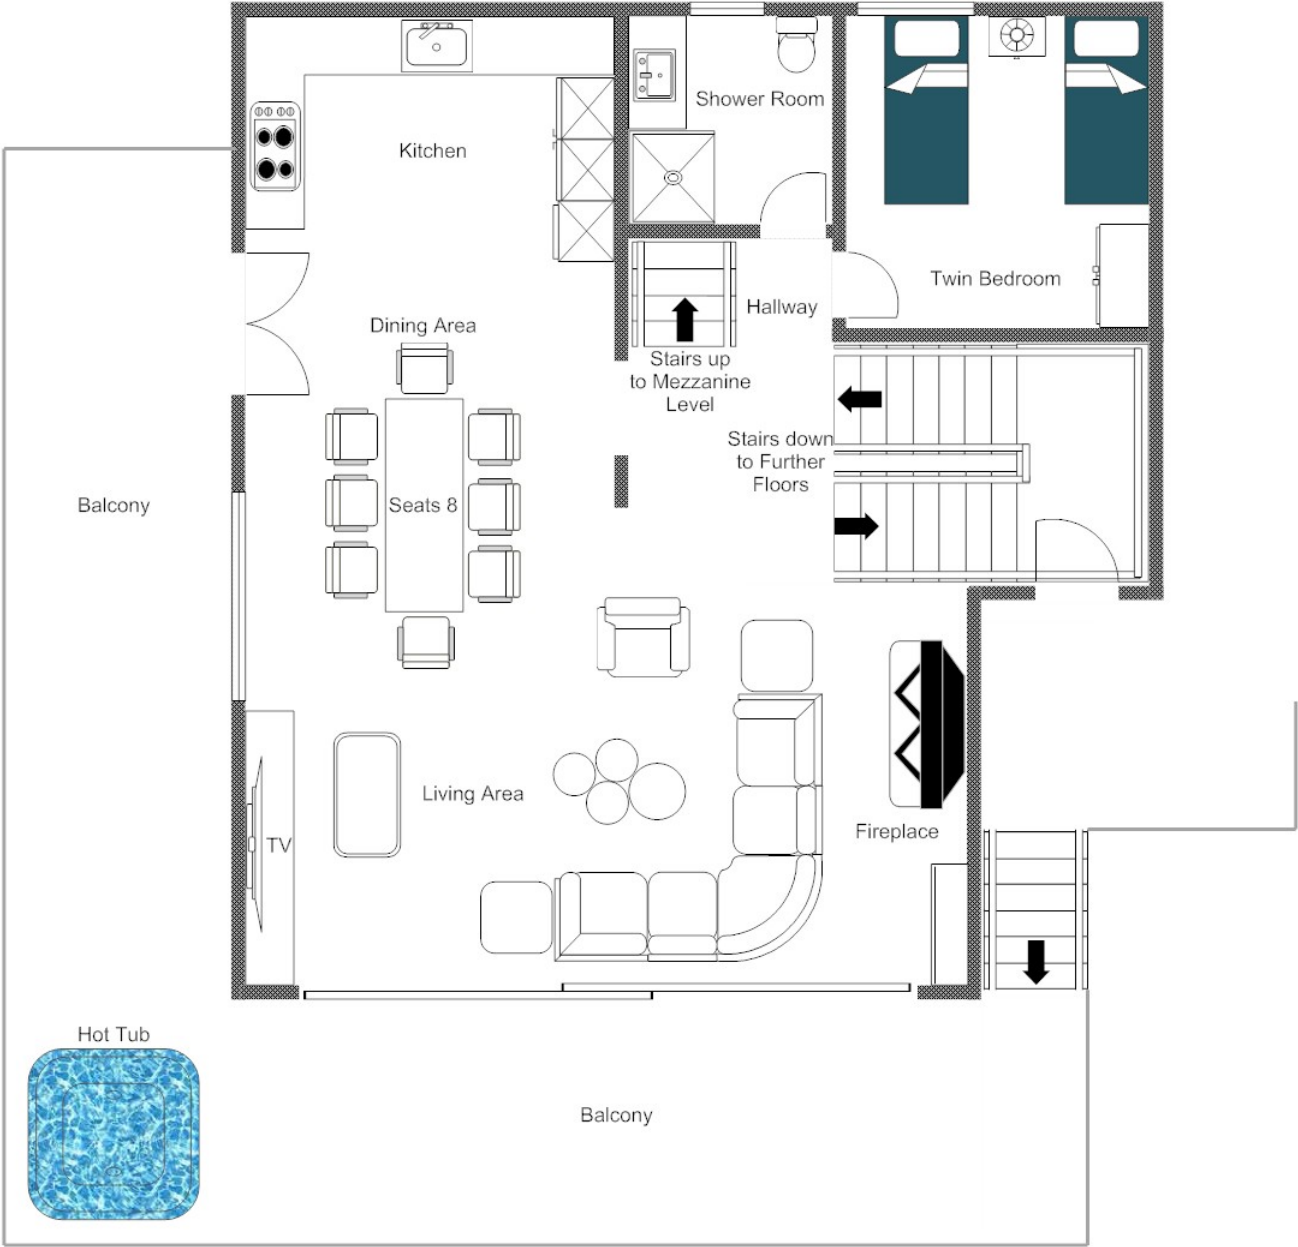 Shower Room
Kitchen
Twin Bedroom
Hallway
Dining Area
Stairs up
to Mezzanine
Level
Stairs down
to Further
Floors
Balcony
Seats 8
Living Area
Fireplace
TV
Hot Tub
Balcony